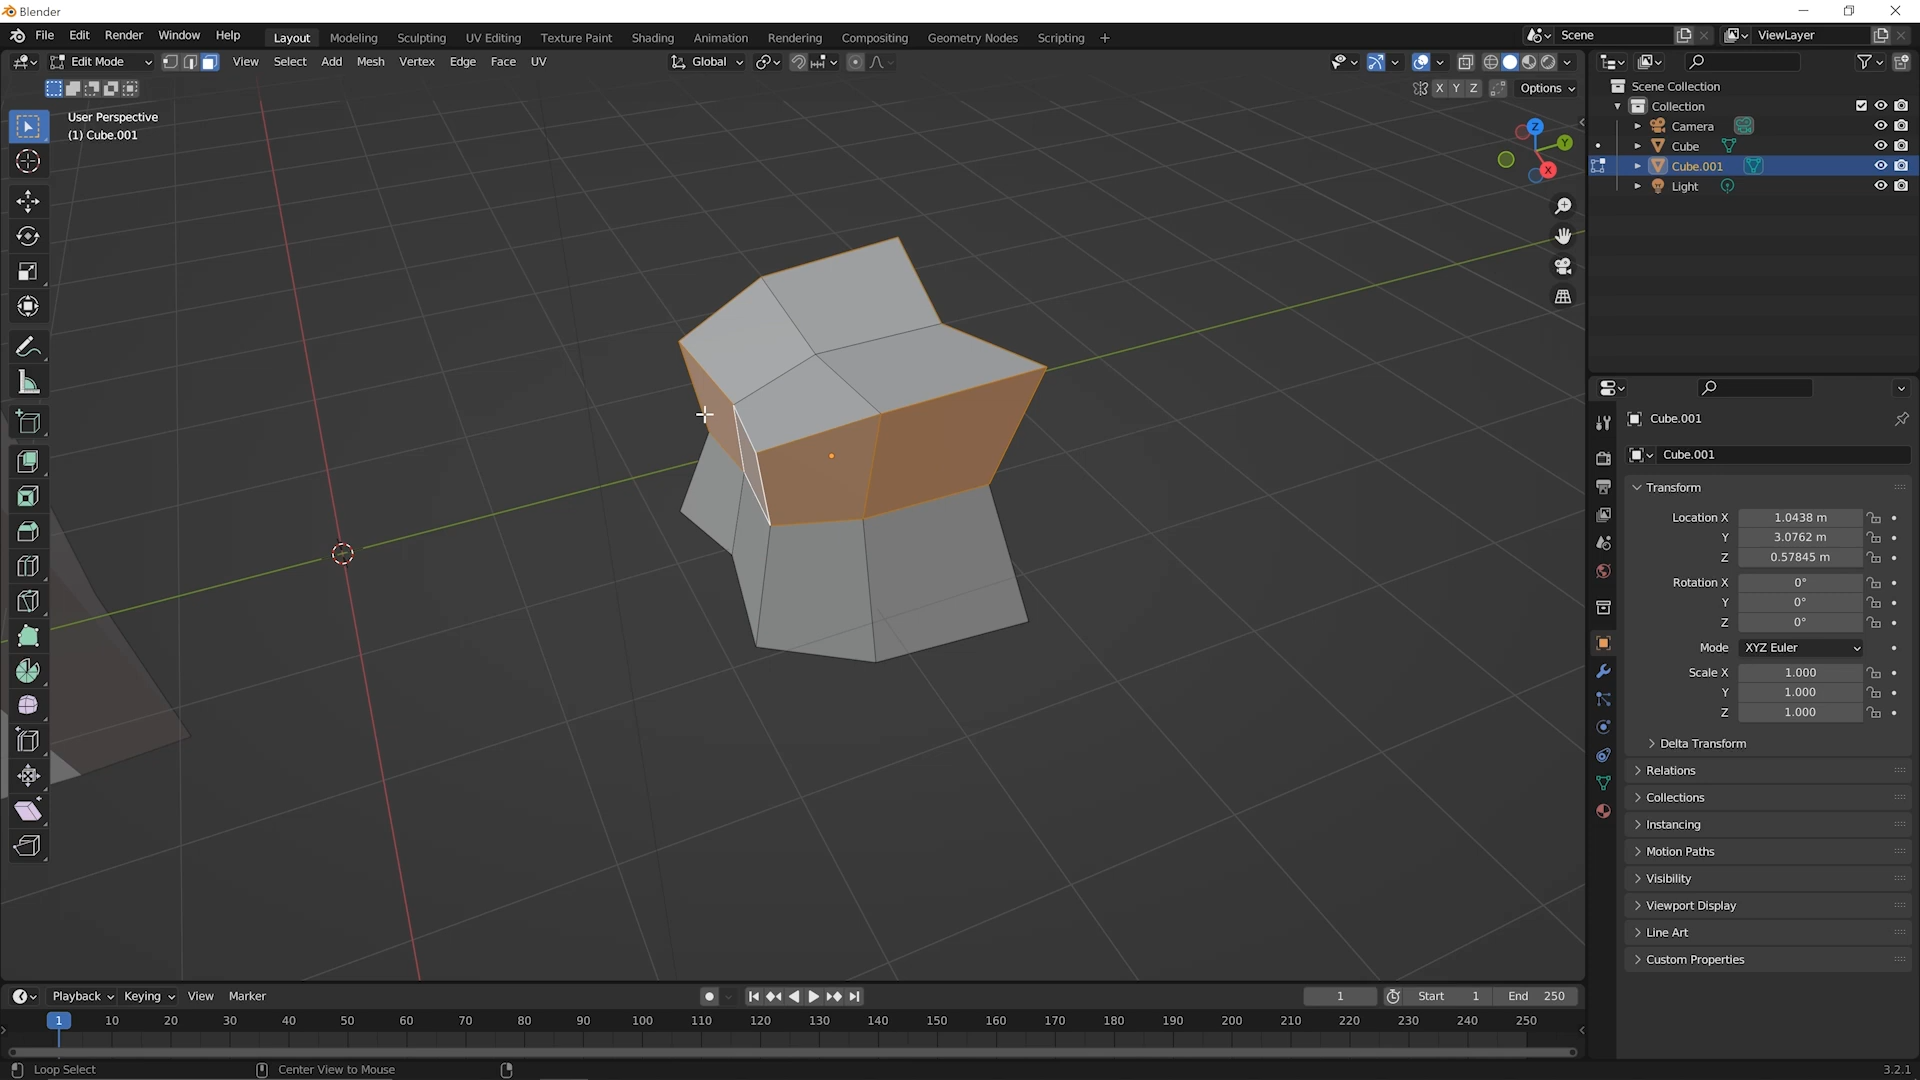 Blender
File Edit Render Window Help
Layout Modeling Sculpting UV Editing Texture Paint Shading Animation Rendering Compositing Geometry Nodes Scripting +
Scene
ViewLayer
Edit Mode View Select Add Mesh Vertex Edge Face UV
Global
X Y Z Options
User Perspective
(1) Cube.001
Z
Y
X
Scene Collection
Collection
Camera
Cube
Cube.001
Light
Cube.001
Cube.001
Transform
Location X 1.0438 m
Y 3.0762 m
Z 0.57845 m
Rotation X 0°
Y 0°
Z 0°
Mode XYZ Euler
Scale X 1.000
Y 1.000
Z 1.000
Delta Transform
Relations
Collections
Instancing
Motion Paths
Visibility
Viewport Display
Line Art
Custom Properties
Playback Keying View Marker
1 Start 1 End 250
1 10 20 30 40 50 60 70 80 90 100 110 120 130 140 150 160 170 180 190 200 210 220 230 240 250
Loop Select Center View to Mouse
3.2.1